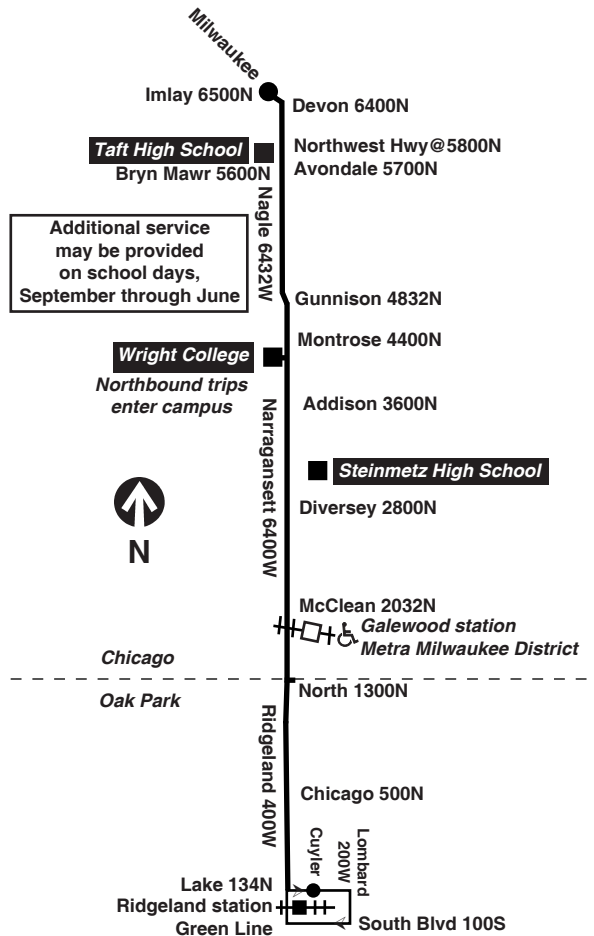 Milwaukee
Imlay 6500N
Devon 6400N
Taft High School
Northwest Hwy@5800N
Bryn Mawr 5600N
Avondale 5700N
Nagle 6432W
Additional service
may be provided
on school days,
September through June
Gunnison 4832N
Montrose 4400N
Wright College
Northbound trips
enter campus
Addison 3600N
Narragansett 6400W
Steinmetz High School
Diversey 2800N
N
McClean 2032N
Galewood station
Metra Milwaukee District
Chicago
Oak Park
North 1300N
Ridgeland 400W
Chicago 500N
Cuyler
Lombard
200W
Lake 134N
Ridgeland station
Green Line
South Blvd 100S